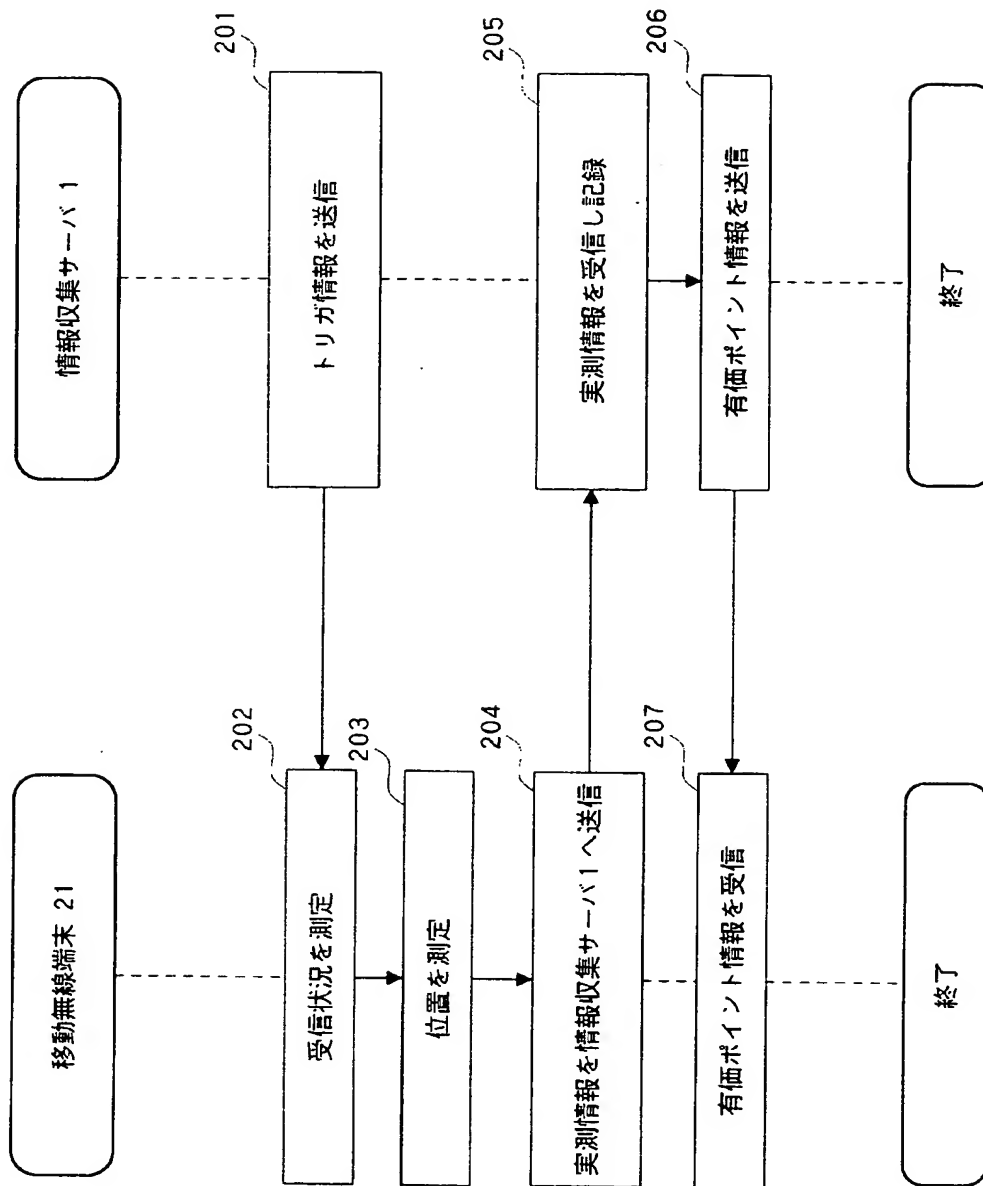 移動無線端末 21
情報収集サーバ 1
201
トリガ情報を送信
202
受信状況を測定
203
位置を測定
204
実測情報を情報収集サーバ1へ送信
205
実測情報を受信し記録
206
有価ポイント情報を送信
207
有価ポイント情報を受信
終了
終了